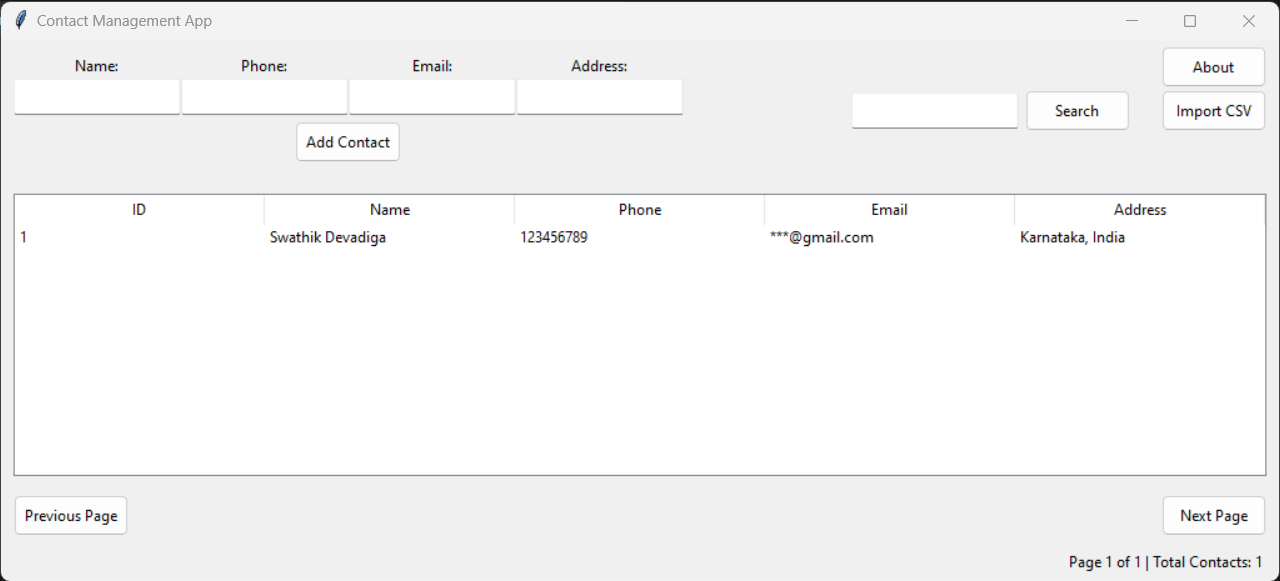 Contact Management App
Name: Phone: Email: Address:
About
Search Import CSV
Add Contact
ID Name Phone Email Address
1 Swathik Devadiga 123456789 ***@gmail.com Karnataka, India
Previous Page Next Page
Page 1 of 1 | Total Contacts: 1